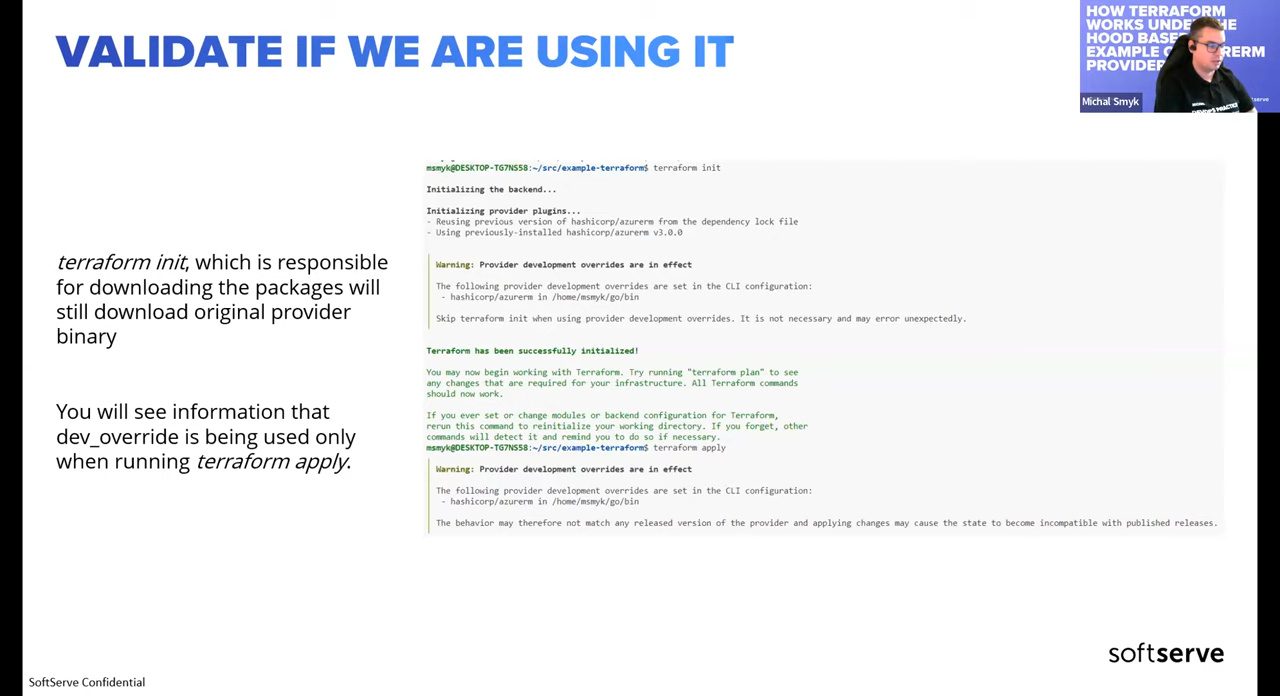 VALIDATE IF WE ARE USING IT
HOW TERRAFORM
WORKS UNDE HE
HOOD BASE
EXAMPLE O RERM
PROVIDER
Michal Smyk
softserve
terraform init, which is responsible
for downloading the packages will
still download original provider
binary
You will see information that
dev_override is being used only
when running terraform apply.
msmyk@DESKTOP-TG7NS58:~/src/example-terraform$ terraform init
Initializing the backend...
Initializing provider plugins...
- Reusing previous version of hashicorp/azurerm from the dependency lock file
- Using previously-installed hashicorp/azurerm v3.0.0
Warning: Provider development overrides are in effect
The following provider development overrides are set in the CLI configuration:
- hashicorp/azurerm in /home/msmyk/go/bin
Skip terraform init when using provider development overrides. It is not necessary and may error unexpectedly.
Terraform has been successfully initialized!
You may now begin working with Terraform. Try running "terraform plan" to see
any changes that are required for your infrastructure. All Terraform commands
should now work.
If you ever set or change modules or backend configuration for Terraform,
rerun this command to reinitialize your working directory. If you forget, other
commands will detect it and remind you to do so if necessary.
msmyk@DESKTOP-TG7NS58:~/src/example-terraform$ terraform apply
Warning: Provider development overrides are in effect
The following provider development overrides are set in the CLI configuration:
- hashicorp/azurerm in /home/msmyk/go/bin
The behavior may therefore not match any released version of the provider and applying changes may cause the state to become incompatible with published releases.
softserve
SoftServe Confidential